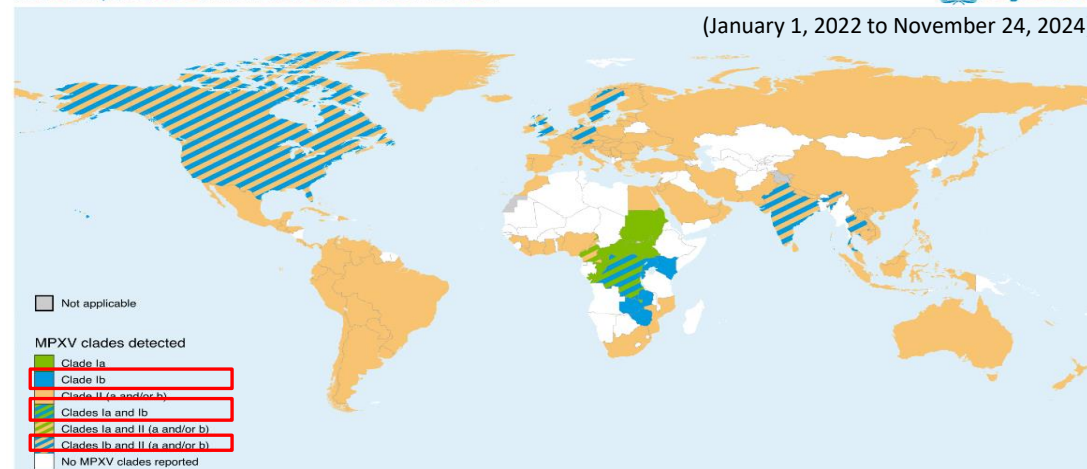 (January 1, 2022 to November 24, 2024
Not applicable
MPXV clades detected
Clade Ia
Clade Ib
Clade II (a and/or b)
Clades Ia and Ib
Clades Ia and II (a and/or b)
Clades Ib and II (a and/or b)
No MPXV clades reported